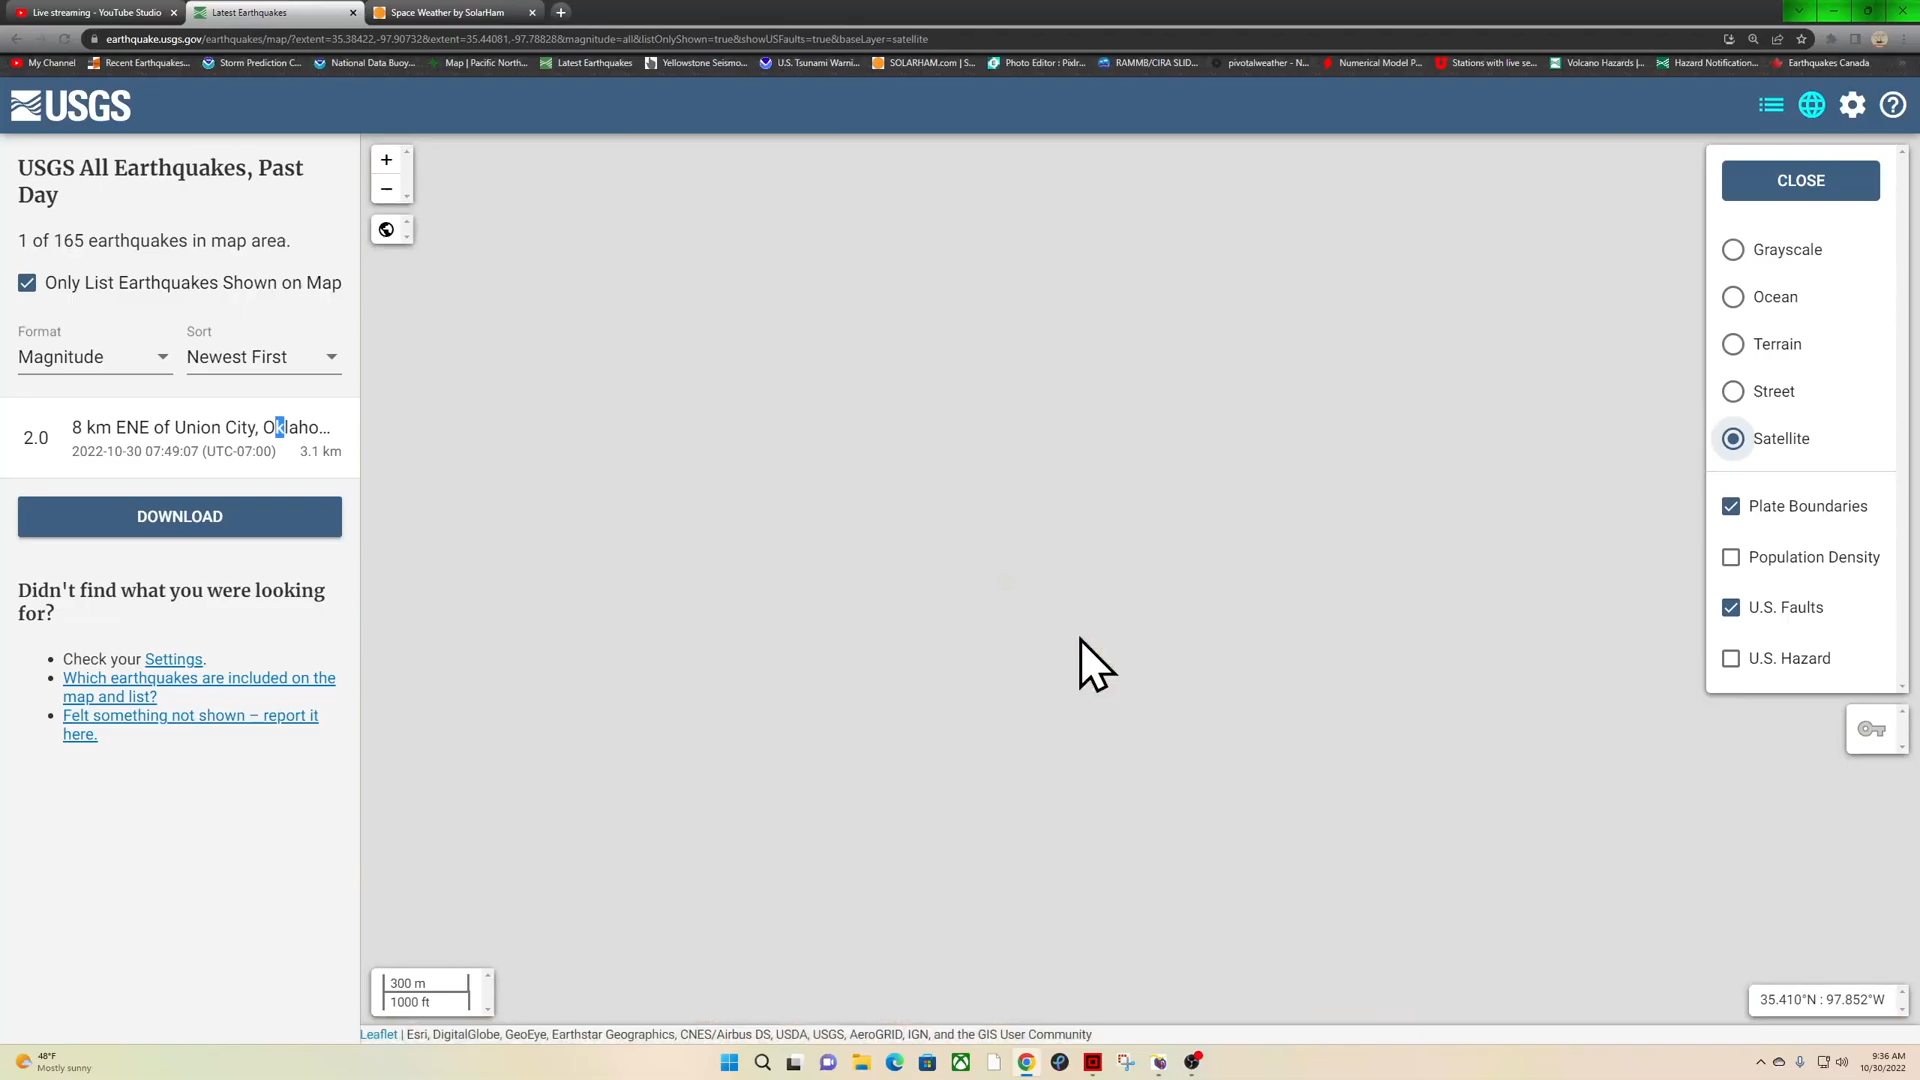 Live streaming - YouTube Studio
Latest Earthquakes
Space Weather by SolarHam
earthquake.usgs.gov/earthquakes/map/?extent=35.38422,-97.90732&extent=35.44081,-97.78828&magnitude=all&listOnlyShown=true&showUSFaults=true&baseLayer=satellite
My Channel
Recent Earthquakes...
Storm Prediction C...
National Data Buoy...
Map | Pacific North...
Latest Earthquakes
Yellowstone Seismo...
U.S. Tsunami Warni...
SOLARHAM.com | S...
Photo Editor : Pixlr...
RAMMB/CIRA SLID...
pivotalweather - N...
Numerical Model P...
Stations with live se...
Volcano Hazards |...
Hazard Notification...
Earthquakes Canada
USGS
USGS All Earthquakes, Past
Day
1 of 165 earthquakes in map area.
Only List Earthquakes Shown on Map
Format
Sort
Magnitude
Newest First
2.0
8 km ENE of Union City, Oklaho...
2022-10-30 07:49:07 (UTC-07:00)
3.1 km
DOWNLOAD
Didn't find what you were looking
for?
Check your Settings.
Which earthquakes are included on the
map and list?
Felt something not shown – report it
here.
+
−
CLOSE
Grayscale
Ocean
Terrain
Street
Satellite
Plate Boundaries
Population Density
U.S. Faults
U.S. Hazard
300 m
1000 ft
35.410°N : 97.852°W
Leaflet | Esri, DigitalGlobe, GeoEye, Earthstar Geographics, CNES/Airbus DS, USDA, USGS, AeroGRID, IGN, and the GIS User Community
48°F
Mostly sunny
9:36 AM
10/30/2022